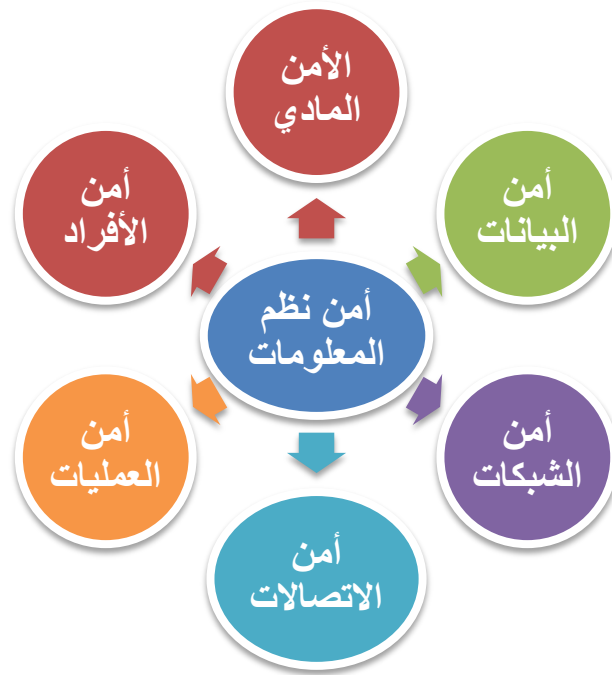 الأمن
المادي
أمن
البيانات
أمن
الأفراد
أمن نظم
المعلومات
أمن
الشبكات
أمن
العمليات
أمن
الاتصالات